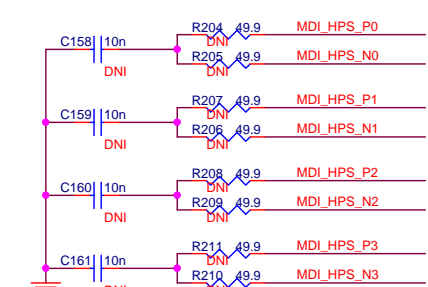 R204 49.9 MDI_HPS_P0
C158 10n DNI
R205 49.9 MDI_HPS_N0
DNI DNI
R207 49.9 MDI_HPS_P1
C159 10n DNI
R206 49.9 MDI_HPS_N1
DNI DNI
R208 49.9 MDI_HPS_P2
C160 10n DNI
R209 49.9 MDI_HPS_N2
DNI DNI
R211 49.9 MDI_HPS_P3
C161 10n DNI
R210 49.9 MDI_HPS_N3